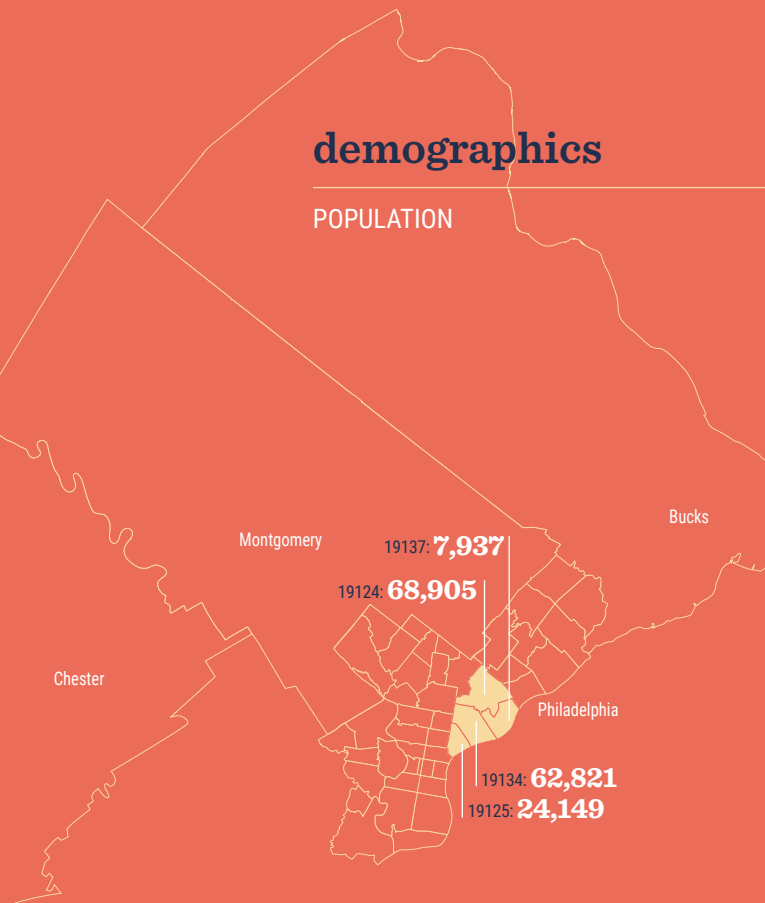 demographics
POPULATION
Bucks
Montgomery
19137: 7,937
19124: 68,905
Chester
Philadelphia
19134: 62,821
19125: 24,149